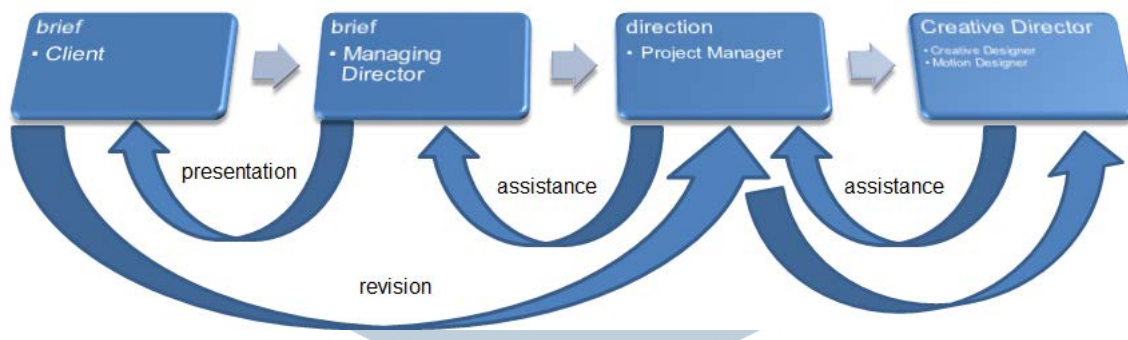 brief
• Client
brief
• Managing
Director
direction
• Project Manager
Creative Director
• Creative Designer
• Motion Designer
presentation
assistance
assistance
revision